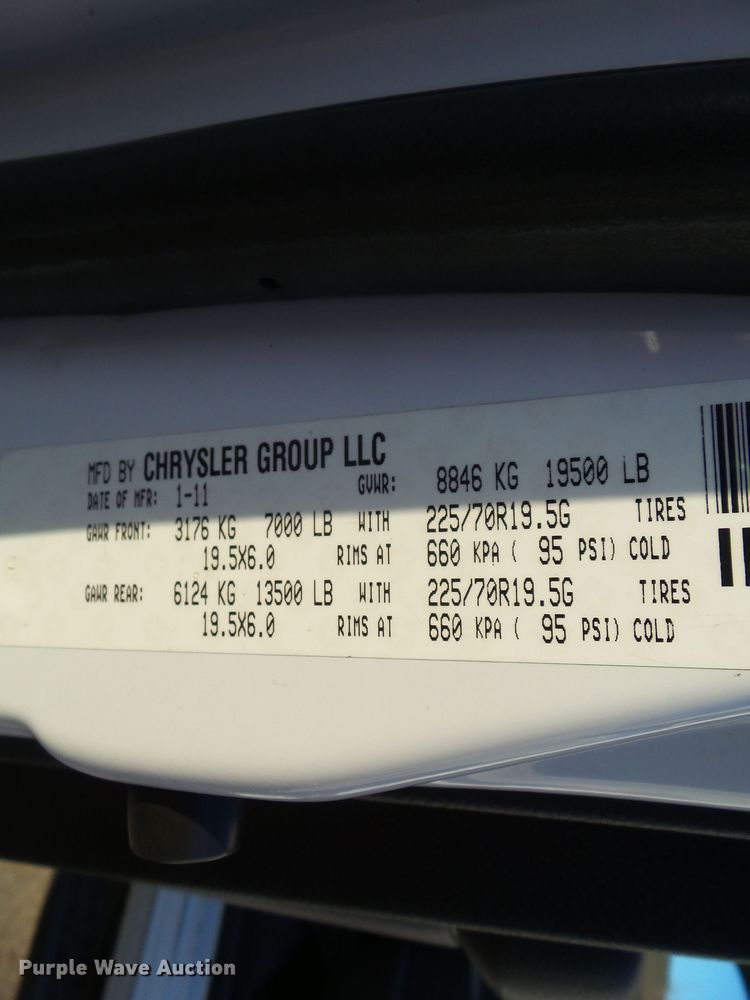 MFD BY CHRYSLER GROUP LLC
DATE OF MFR: 1-11 GVWR: 8846 KG 19500 LB
GAWR FRONT: 3176 KG 7000 LB WITH 225/70R19.5G TIRES
19.5X6.0 RIMS AT 660 KPA ( 95 PSI) COLD
GAWR REAR: 6124 KG 13500 LB WITH 225/70R19.5G TIRES
19.5X6.0 RIMS AT 660 KPA ( 95 PSI) COLD
Purple Wave Auction